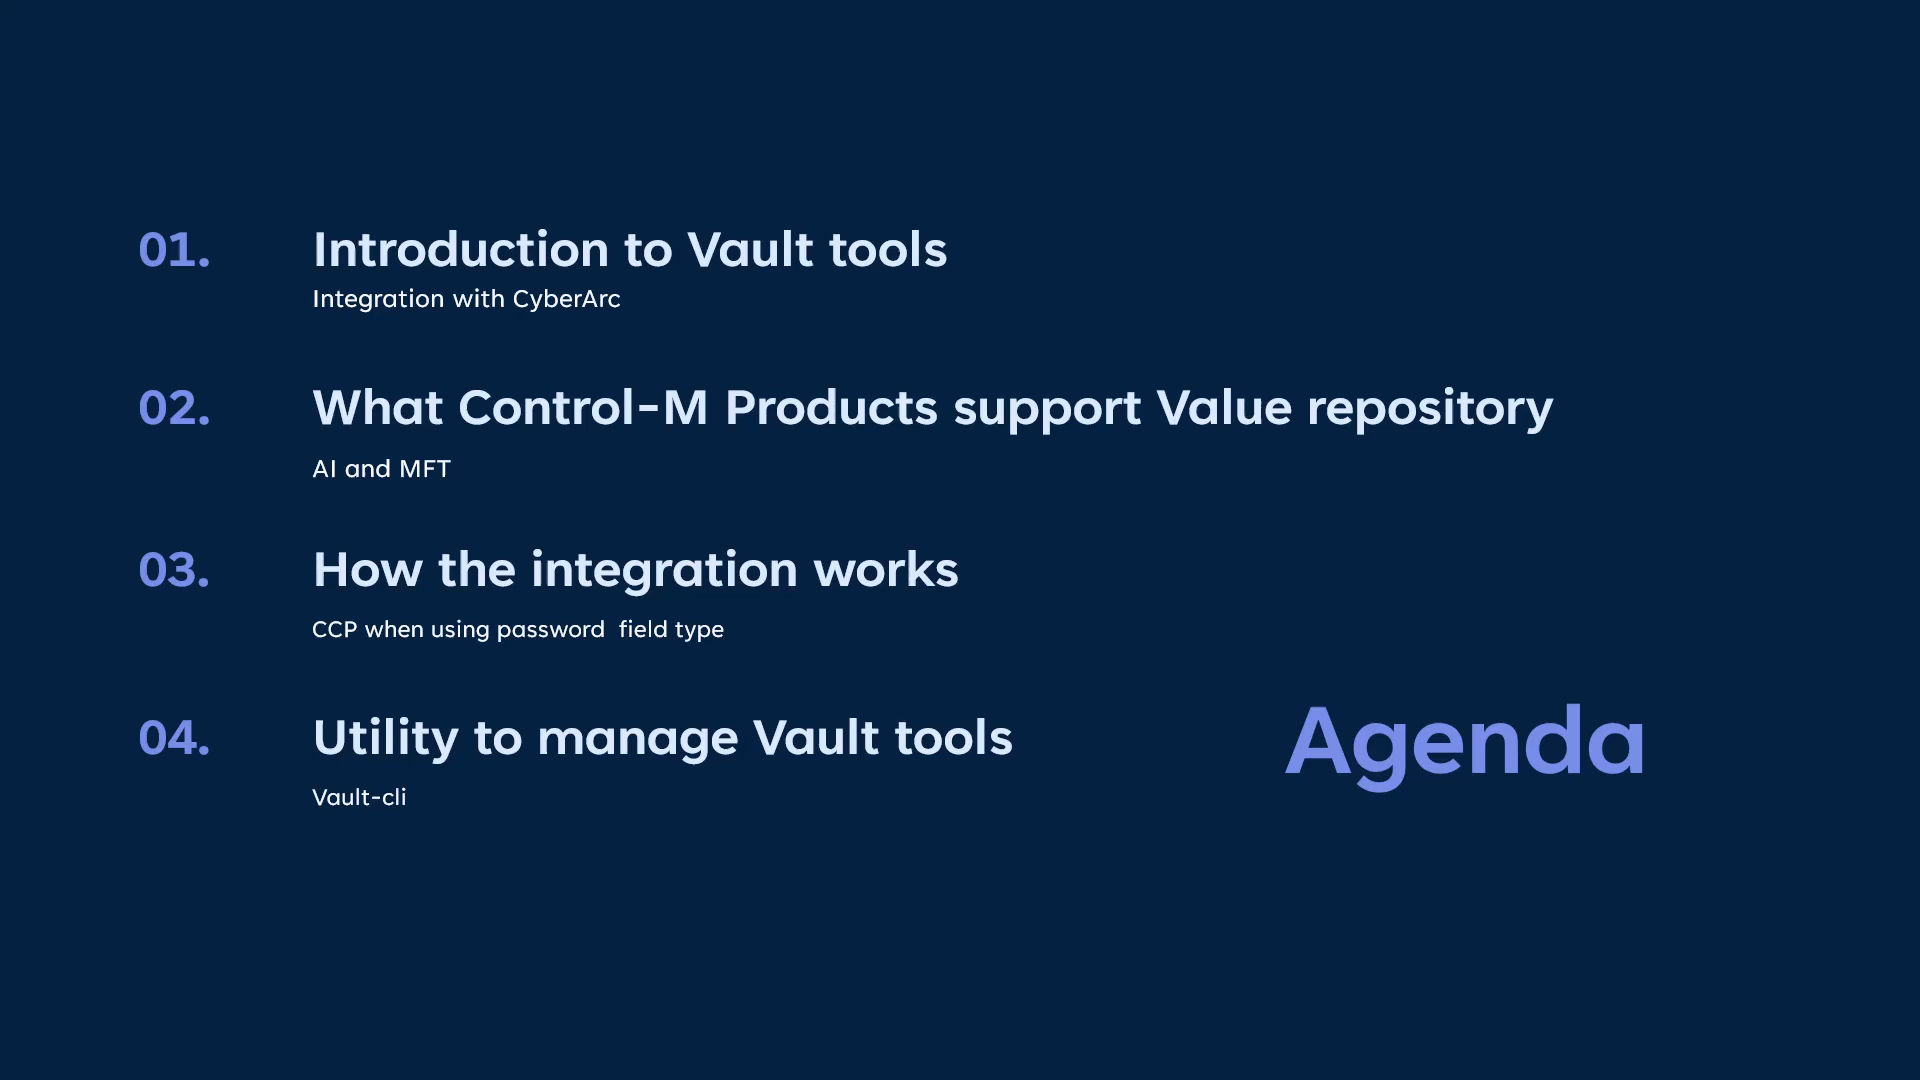 01.
Introduction to Vault tools
Integration with CyberArc
02.
What Control-M Products support Value repository
AI and MFT
03.
How the integration works
CCP when using password  field type
04.
Utility to manage Vault tools
Vault-cli
Agenda